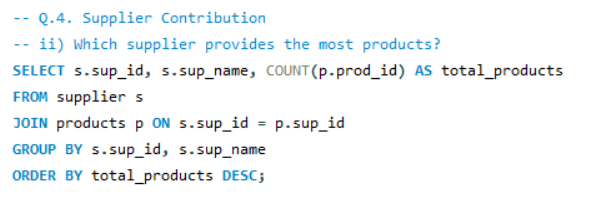 -- Q.4. Supplier Contribution
-- ii) Which supplier provides the most products?
SELECT s.sup_id, s.sup_name, COUNT(p.prod_id) AS total_products
FROM supplier s
JOIN products p ON s.sup_id = p.sup_id
GROUP BY s.sup_id, s.sup_name
ORDER BY total_products DESC;